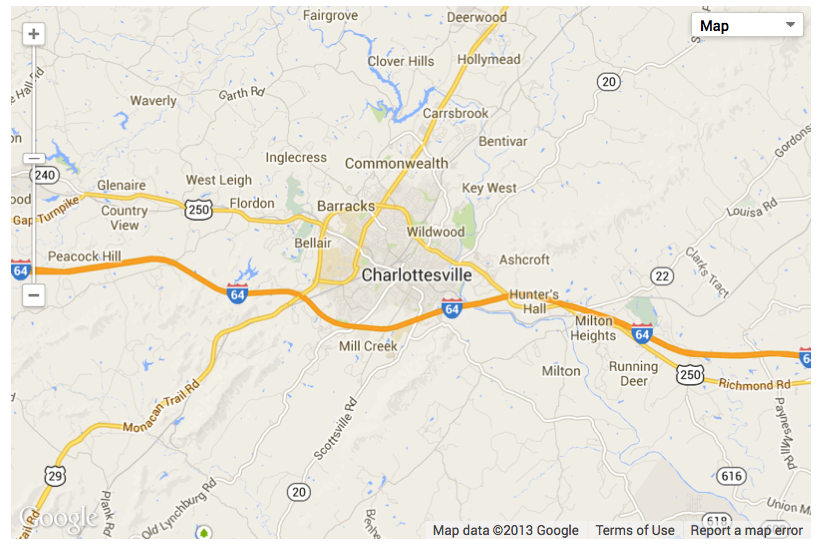 Fairgrove
Deerwood
Map
Clover Hills
Hollymead
20
Waverly
Garth Rd
Carrsbrook
Bentivar
Inglecress
Commonwealth
240
Glenaire
West Leigh
Key West
Country
View
250
Flordon
Barracks
Gap Turnpike
Louisa Rd
Bellair
Wildwood
Peacock Hill
64
Charlottesville
Ashcroft
22
Clarks Tract
64
64
Hunter's
Hall
Milton
Heights
64
Mill Creek
Milton
Running
Deer
250
Richmond Rd
Monacan Trail Rd
Scottsville Rd
Paynes Mill Rd
29
20
616
Plank Rd
Old Lynchburg Rd
Union
618
Google
Map data ©2013 Google
Terms of Use
Report a map error